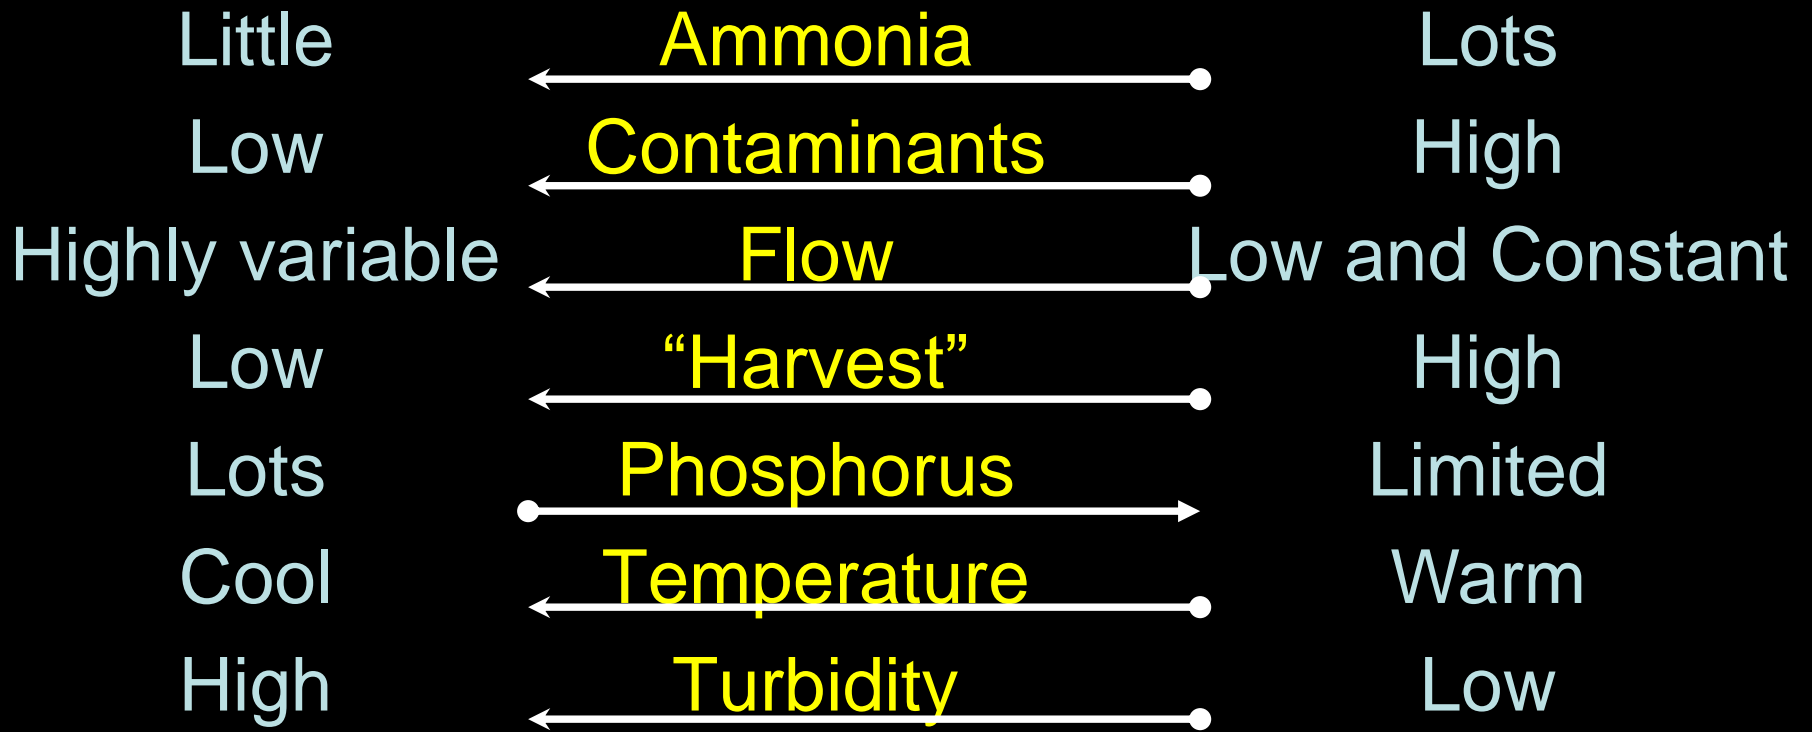 Little Ammonia Lots
Low Contaminants High
Highly variable Flow Low and Constant
Low “Harvest” High
Lots Phosphorus Limited
Cool Temperature Warm
High Turbidity Low